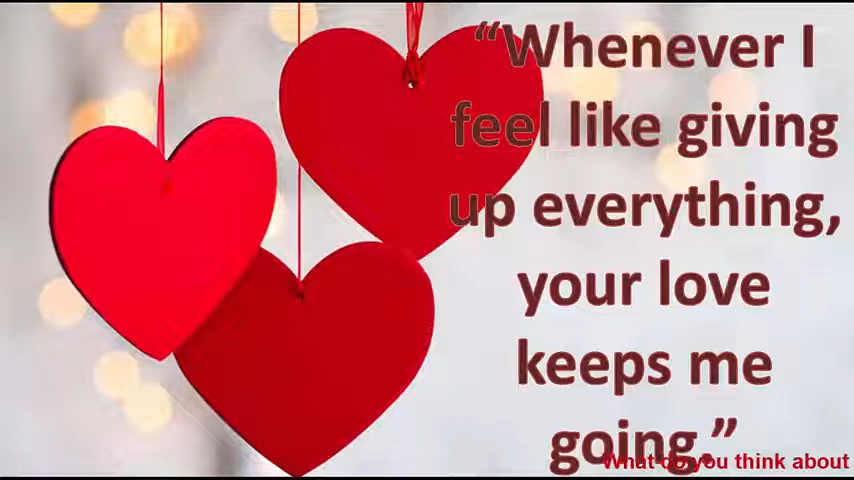 “Whenever I
feel like giving
up everything,
your love
keeps me
going.”
What do you think about